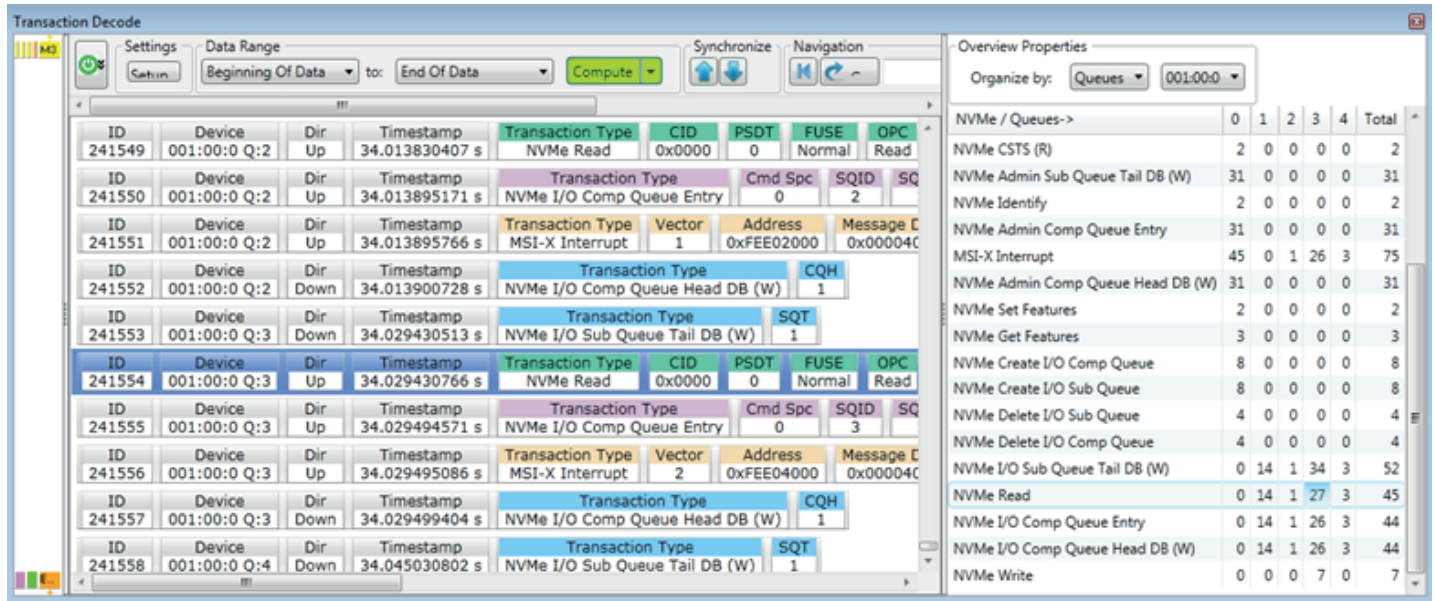 Transaction Decode
M3
Settings
Data Range
Synchronize
Navigation
Setup
Beginning Of Data
to:
End Of Data
Compute
ID Device Dir Timestamp Transaction Type CID PSDT FUSE OPC
241549 001:00:0 Q:2 Up 34.013830407 s NVMe Read 0x0000 0 Normal Read
ID Device Dir Timestamp Transaction Type Cmd Spc SQID SQ
241550 001:00:0 Q:2 Up 34.013895171 s NVMe I/O Comp Queue Entry 0 2
ID Device Dir Timestamp Transaction Type Vector Address Message D
241551 001:00:0 Q:2 Up 34.013895766 s MSI-X Interrupt 1 0xFEE02000 0x000040
ID Device Dir Timestamp Transaction Type CQH
241552 001:00:0 Q:2 Down 34.013900728 s NVMe I/O Comp Queue Head DB (W) 1
ID Device Dir Timestamp Transaction Type SQT
241553 001:00:0 Q:3 Down 34.029430513 s NVMe I/O Sub Queue Tail DB (W) 1
ID Device Dir Timestamp Transaction Type CID PSDT FUSE OPC
241554 001:00:0 Q:3 Up 34.029430766 s NVMe Read 0x0000 0 Normal Read
ID Device Dir Timestamp Transaction Type Cmd Spc SQID SQ
241555 001:00:0 Q:3 Up 34.029494571 s NVMe I/O Comp Queue Entry 0 3
ID Device Dir Timestamp Transaction Type Vector Address Message D
241556 001:00:0 Q:3 Up 34.029495086 s MSI-X Interrupt 2 0xFEE04000 0x000040
ID Device Dir Timestamp Transaction Type CQH
241557 001:00:0 Q:3 Down 34.029499404 s NVMe I/O Comp Queue Head DB (W) 1
ID Device Dir Timestamp Transaction Type SQT
241558 001:00:0 Q:4 Down 34.045030802 s NVMe I/O Sub Queue Tail DB (W) 1
E...
Overview Properties
Organize by: Queues 001:00:0
NVMe / Queues-> 0 1 2 3 4 Total
NVMe CSTS (R) 2 0 0 0 0 2
NVMe Admin Sub Queue Tail DB (W) 31 0 0 0 0 31
NVMe Identify 2 0 0 0 0 2
NVMe Admin Comp Queue Entry 31 0 0 0 0 31
MSI-X Interrupt 45 0 1 26 3 75
NVMe Admin Comp Queue Head DB (W) 31 0 0 0 0 31
NVMe Set Features 2 0 0 0 0 2
NVMe Get Features 3 0 0 0 0 3
NVMe Create I/O Comp Queue 8 0 0 0 0 8
NVMe Create I/O Sub Queue 8 0 0 0 0 8
NVMe Delete I/O Sub Queue 4 0 0 0 0 4
NVMe Delete I/O Comp Queue 4 0 0 0 0 4
NVMe I/O Sub Queue Tail DB (W) 0 14 1 34 3 52
NVMe Read 0 14 1 27 3 45
NVMe I/O Comp Queue Entry 0 14 1 26 3 44
NVMe I/O Comp Queue Head DB (W) 0 14 1 26 3 44
NVMe Write 0 0 0 7 0 7